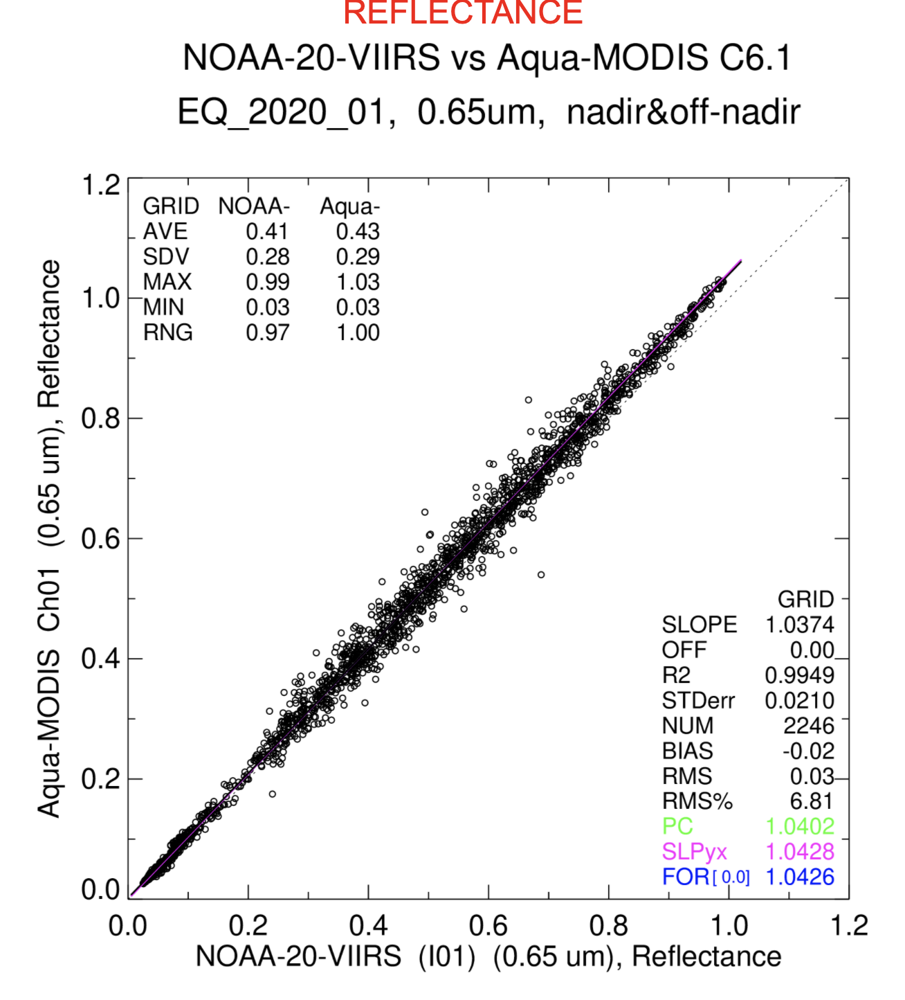 REFLECTANCE
NOAA-20-VIIRS vs Aqua-MODIS C6.1
EQ_2020_01, 0.65um, nadir&off-nadir
1.2
1.0
0.8
0.6
0.4
0.2
0.0
Aqua-MODIS Ch01 (0.65 um), Reflectance
GRID NOAA- Aqua-
AVE 0.41 0.43
SDV 0.28 0.29
MAX 0.99 1.03
MIN 0.03 0.03
RNG 0.97 1.00
GRID
SLOPE 1.0374
OFF 0.00
R2 0.9949
STDerr 0.0210
NUM 2246
BIAS -0.02
RMS 0.03
RMS% 6.81
PC 1.0402
SLPyx 1.0428
FOR[ 0.0] 1.0426
0.0 0.2 0.4 0.6 0.8 1.0 1.2
NOAA-20-VIIRS (I01) (0.65 um), Reflectance